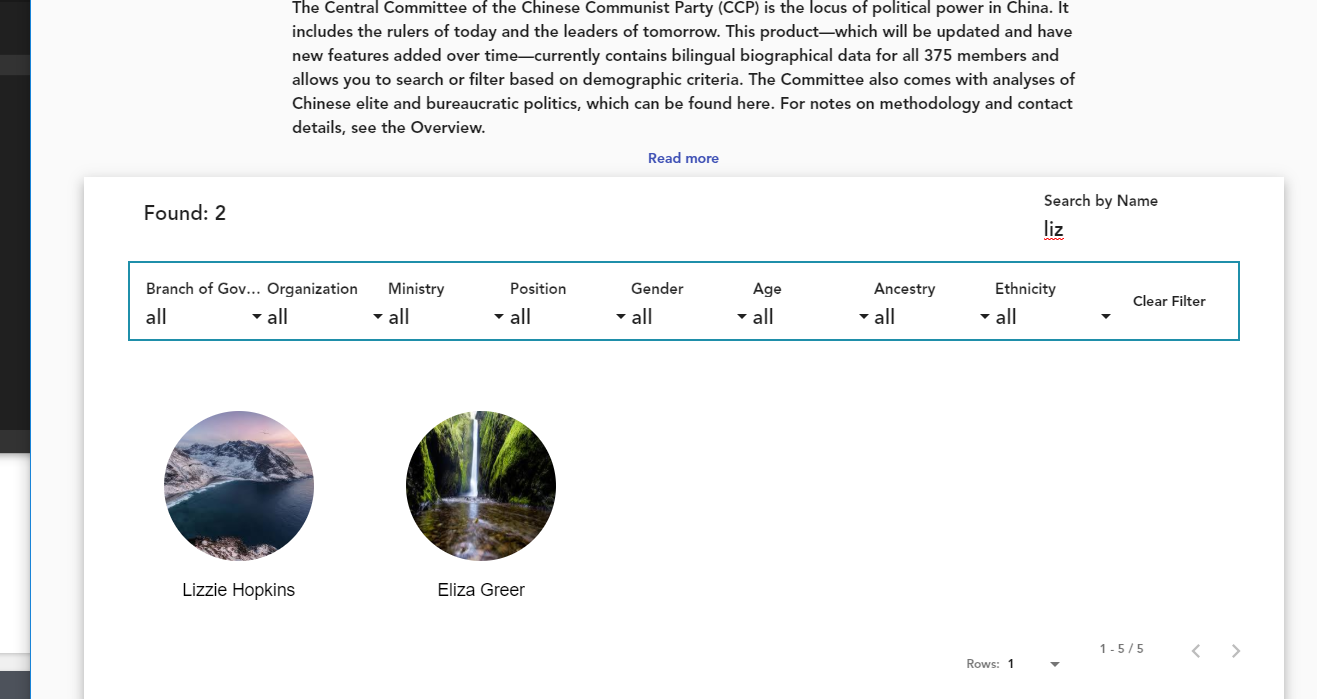 The Central Committee of the Chinese Communist Party (CCP) is the locus of political power in China. It
includes the rulers of today and the leaders of tomorrow. This product—which will be updated and have
new features added over time—currently contains bilingual biographical data for all 375 members and
allows you to search or filter based on demographic criteria. The Committee also comes with analyses of
Chinese elite and bureaucratic politics, which can be found here. For notes on methodology and contact
details, see the Overview.
Read more
Found: 2
Search by Name
liz
Branch of Gov... Organization Ministry Position Gender Age Ancestry Ethnicity
all all all all all all all all
Clear Filter
Lizzie Hopkins Eliza Greer
1 - 5 / 5
Rows: 1